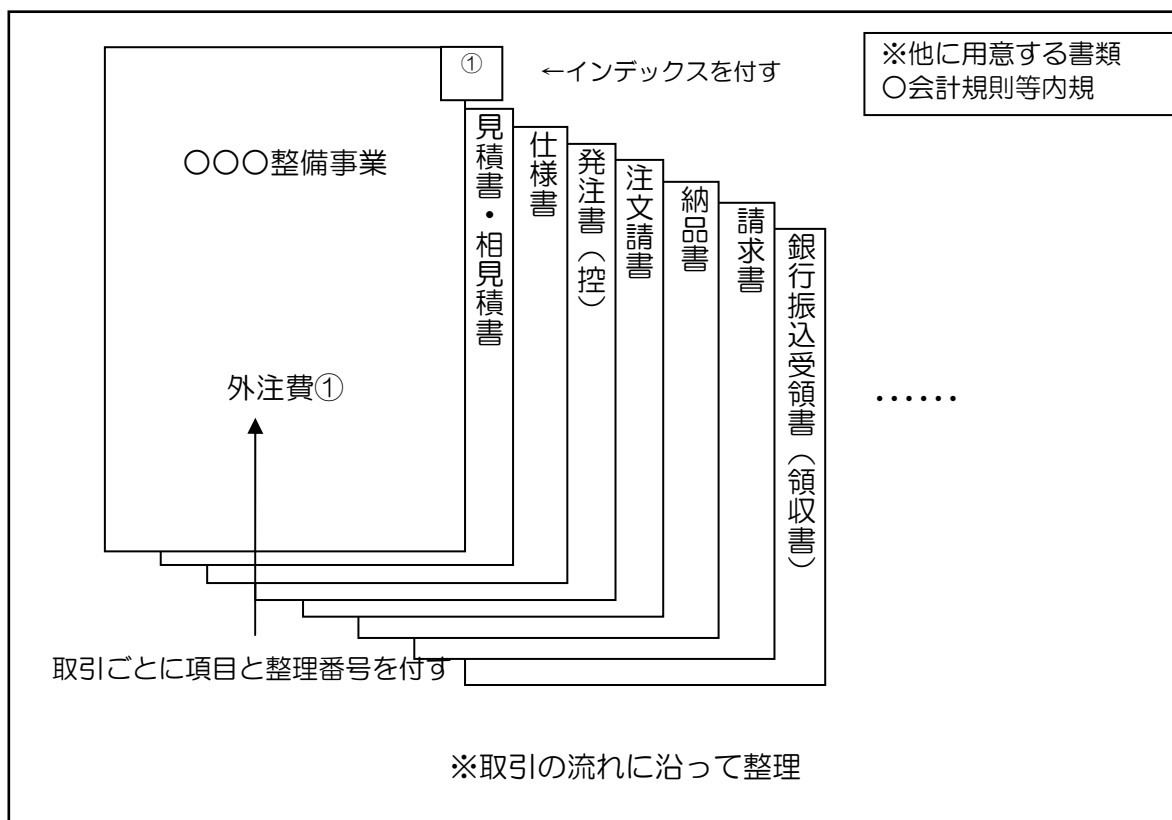 ①
←インデックスを付す
※他に用意する書類
〇会計規則等内規
〇〇〇整備事業
外注費①
見積書・相見積書
仕様書
発注書（控）
注文請書
納品書
請求書
銀行振込受領書（領収書）
‥‥‥
取引ごとに項目と整理番号を付す
※取引の流れに沿って整理